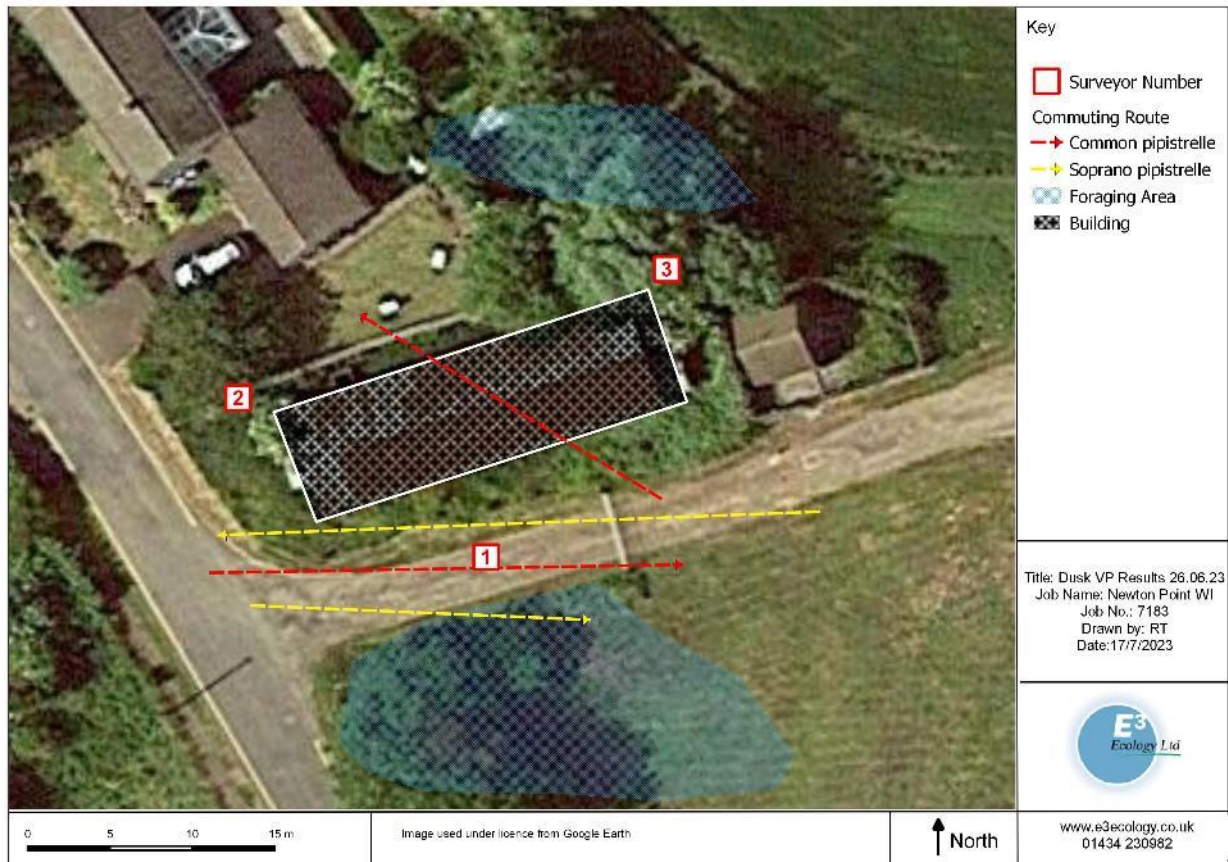 Key
Surveyor Number
Commuting Route
Common pipistrelle
Soprano pipistrelle
Foraging Area
Building
3
2
1
Title: Dusk VP Results 26.06.23
Job Name: Newton Point WI
Job No.: 7183
Drawn by: RT
Date:17/7/2023
E3
Ecology Ltd
0 5 10 15 m
Image used under licence from Google Earth
North
www.e3ecology.co.uk
01434 230982